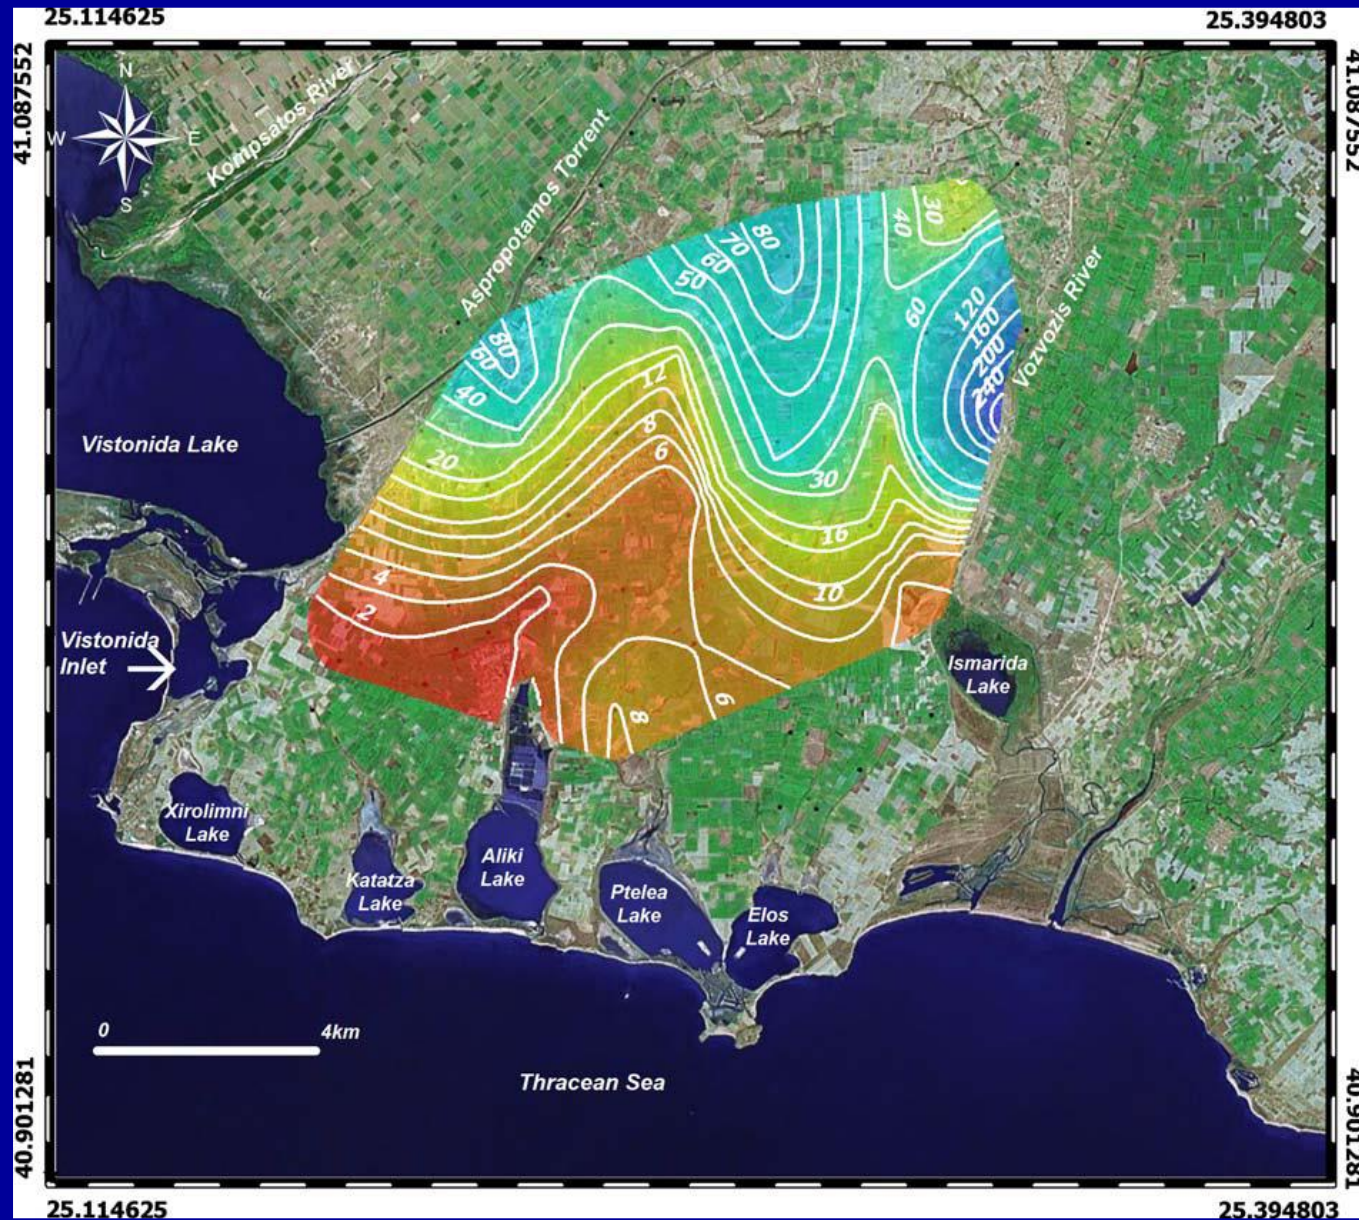 25.114625
25.394803
41.087552
41.087552
N
W
E
S
Kompsatos River
Aspropotamos Torrent
Vozvozis River
80
70
60
50
40
30
60
120
160
200
240
80
60
40
20
12
8
6
30
16
10
4
2
6
8
Vistonida Lake
Vistonida
Inlet
Ismarida
Lake
Xirolimni
Lake
Katatza
Lake
Aliki
Lake
Ptelea
Lake
Elos
Lake
0
4km
Thracean Sea
40.901281
40.901281
25.114625
25.394803